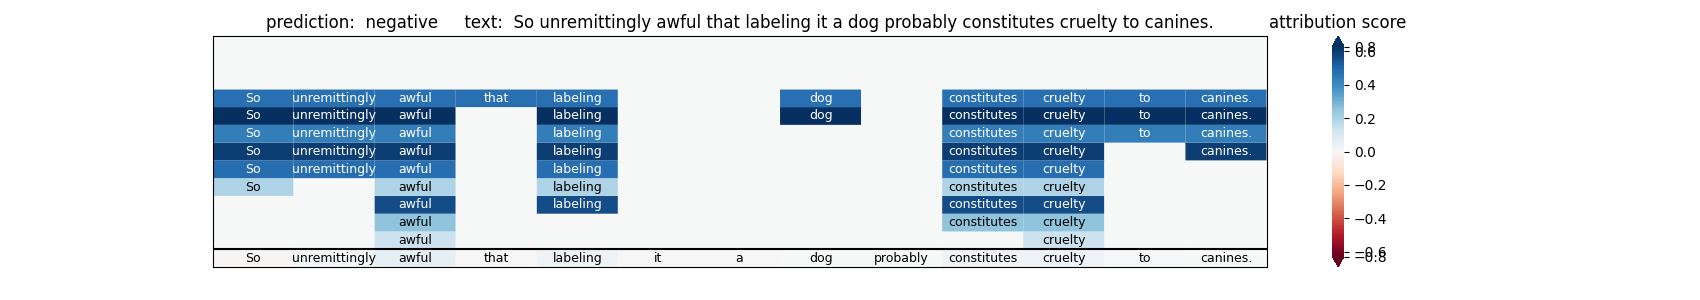 prediction:  negative     text:  So unremittingly awful that labeling it a dog probably constitutes cruelty to canines.     attribution score
So unremittingly awful that labeling dog constitutes cruelty to canines.
So unremittingly awful labeling dog constitutes cruelty to canines.
So unremittingly awful labeling constitutes cruelty to canines.
So unremittingly awful labeling constitutes cruelty canines.
So unremittingly awful labeling constitutes cruelty
So awful labeling constitutes cruelty
awful labeling constitutes cruelty
awful constitutes cruelty
awful cruelty
So unremittingly awful that labeling it a dog probably constitutes cruelty to canines.
0.8
0.6
0.4
0.2
0.0
−0.2
−0.4
−0.6
−0.8